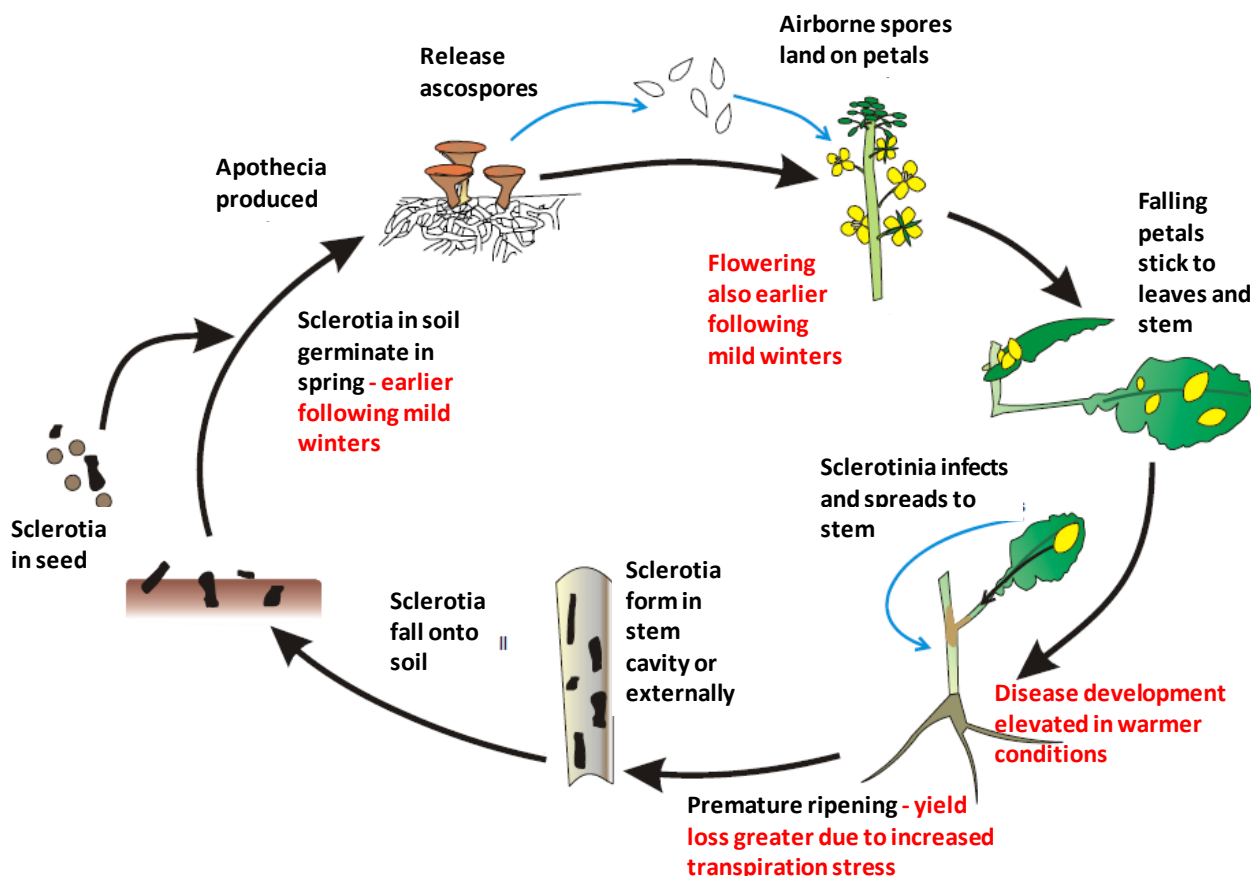 Airborne spores
land on petals
Release
ascospores
Apothecia
produced
Falling
petals
stick to
leaves and
stem
Flowering
also earlier
following
mild winters
Sclerotia in soil
germinate in
spring - earlier
following mild
winters
Sclerotinia infects
and spreads to
stem
Sclerotia
in seed
Sclerotia
form in
stem
cavity or
externally
Sclerotia
fall onto
soil
Disease development
elevated in warmer
conditions
Premature ripening - yield
loss greater due to increased
transpiration stress